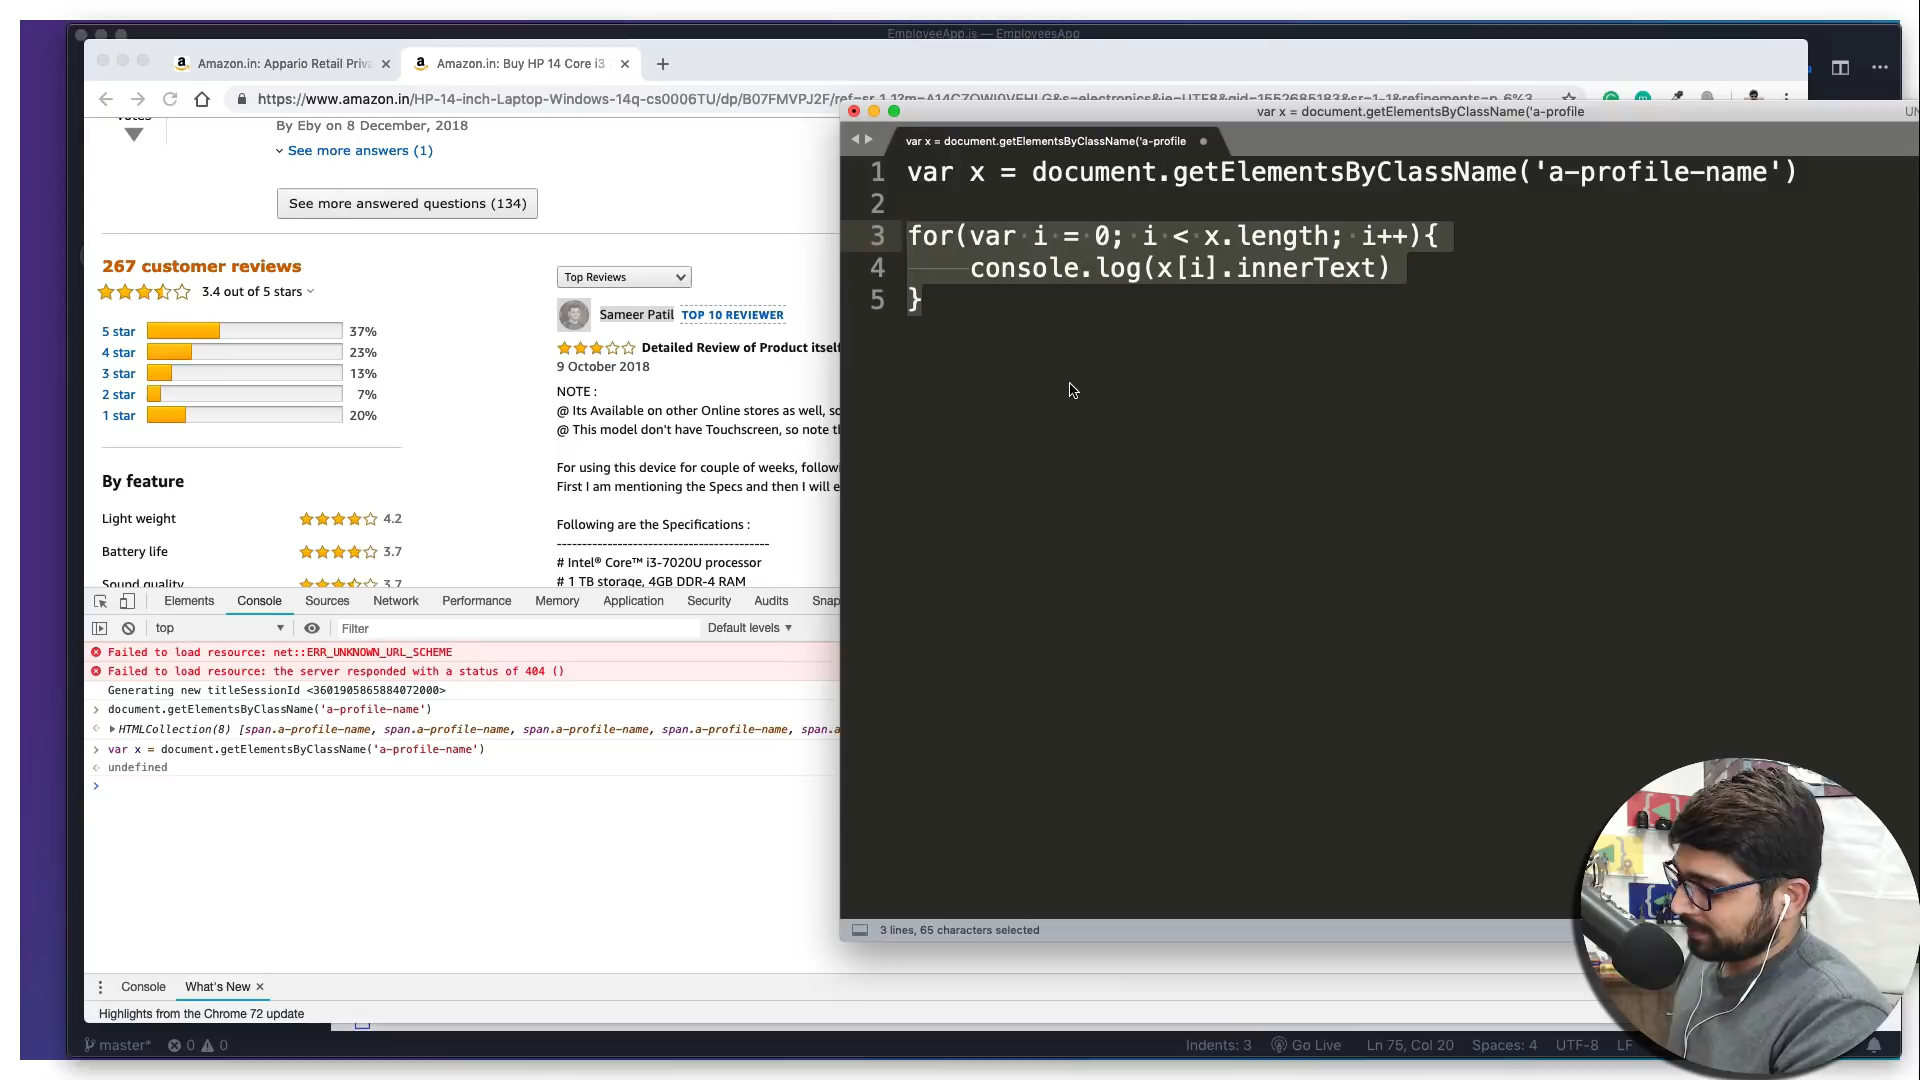 EmployeeApp.js — EmployeesApp
Amazon.in: Appario Retail Priva
Amazon.in: Buy HP 14 Core i3
https://www.amazon.in/HP-14-inch-Laptop-Windows-14q-cs0006TU/dp/B07FMVPJ2F/
var x = document.getElementsByClassName('a-profile
UN
var x = document.getElementsByClassName('a-profile
By Eby on 8 December, 2018
See more answers (1)
See more answered questions (134)
267 customer reviews
3.4 out of 5 stars
5 star 37%
4 star 23%
3 star 13%
2 star 7%
1 star 20%
By feature
Light weight 4.2
Battery life 3.7
Sound quality 3.7
Top Reviews
Sameer Patil TOP 10 REVIEWER
Detailed Review of Product itself
9 October 2018
NOTE :
@ Its Available on other Online stores as well, so
@ This model don't have Touchscreen, so note
For using this device for couple of weeks,
First I am mentioning the Specs and then I will e
Following are the Specifications :
------------------------------------------
# Intel® Core™ i3-7020U processor
# 1 TB storage, 4GB DDR-4 RAM
1 var x = document.getElementsByClassName('a-profile-name')
2
3 for(var i = 0; i < x.length; i++){
4 console.log(x[i].innerText)
5 }
3 lines, 65 characters selected
Elements Console Sources Network Performance Memory Application Security Audits Snap
top Filter Default levels
Failed to load resource: net::ERR_UNKNOWN_URL_SCHEME
Failed to load resource: the server responded with a status of 404 ()
Generating new titleSessionId <3601905865884072000>
document.getElementsByClassName('a-profile-name')
HTMLCollection(8) [span.a-profile-name, span.a-profile-name, span.a-profile-name, span.a-profile-name, span.a
var x = document.getElementsByClassName('a-profile-name')
undefined
Console What's New
Highlights from the Chrome 72 update
master* 0 0 Indents: 3 Go Live Ln 75, Col 20 Spaces: 4 UTF-8 LF